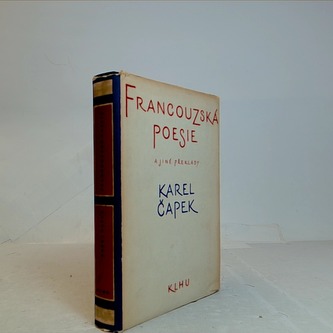 FRANCOUZSKÁ
POESIE
A JINÉ PŘEKLADY
KAREL
ČAPEK
KLHU